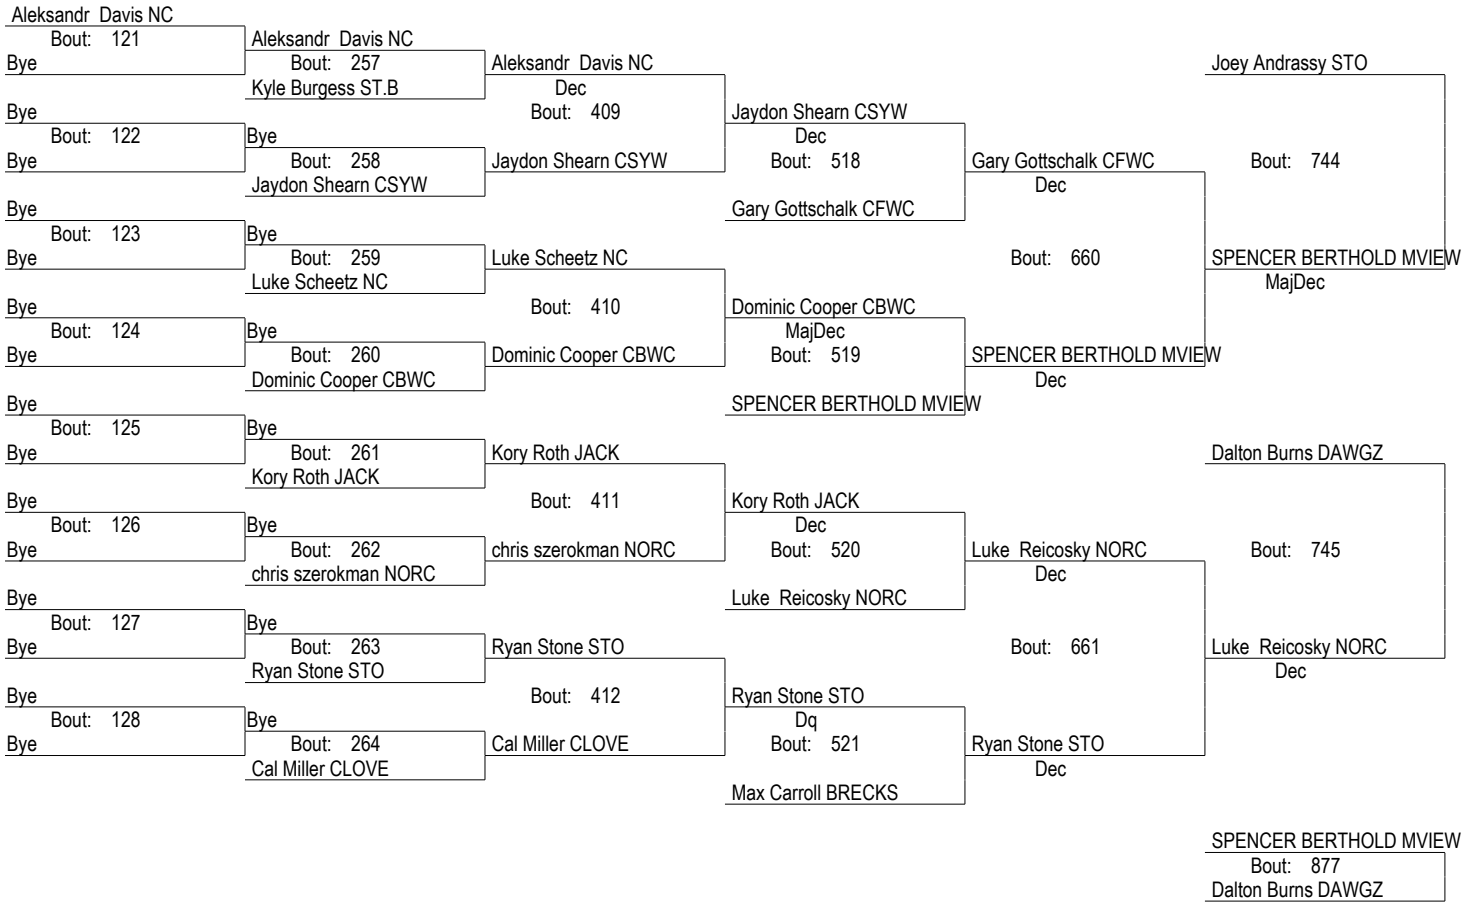 Aleksandr  Davis NC
Bout: 121
Bye
Bye
Bout: 122
Bye
Bye
Bout: 123
Bye
Bye
Bout: 124
Bye
Bye
Bout: 125
Bye
Bye
Bout: 126
Bye
Bye
Bout: 127
Bye
Bye
Bout: 128
Bye
Aleksandr  Davis NC
Bout: 257
Kyle Burgess ST.B
Bye
Bout: 258
Jaydon Shearn CSYW
Bye
Bout: 259
Luke Scheetz NC
Bye
Bout: 260
Dominic Cooper CBWC
Bye
Bout: 261
Kory Roth JACK
Bye
Bout: 262
chris szerokman NORC
Bye
Bout: 263
Ryan Stone STO
Bye
Bout: 264
Cal Miller CLOVE
Aleksandr  Davis NC
Dec
Bout: 409
Jaydon Shearn CSYW
Luke Scheetz NC
Bout: 410
Dominic Cooper CBWC
Kory Roth JACK
Bout: 411
chris szerokman NORC
Ryan Stone STO
Bout: 412
Cal Miller CLOVE
Jaydon Shearn CSYW
Dec
Bout: 518
Gary Gottschalk CFWC
Dominic Cooper CBWC
MajDec
Bout: 519
SPENCER BERTHOLD MVIEW
Kory Roth JACK
Dec
Bout: 520
Luke  Reicosky NORC
Ryan Stone STO
Dq
Bout: 521
Max Carroll BRECKS
Gary Gottschalk CFWC
Dec
Bout: 660
SPENCER BERTHOLD MVIEW
Dec
Luke  Reicosky NORC
Dec
Bout: 661
Ryan Stone STO
Dec
Joey Andrassy STO
Bout: 744
SPENCER BERTHOLD MVIEW
MajDec
Dalton Burns DAWGZ
Bout: 745
Luke  Reicosky NORC
Dec
SPENCER BERTHOLD MVIEW
Bout: 877
Dalton Burns DAWGZ